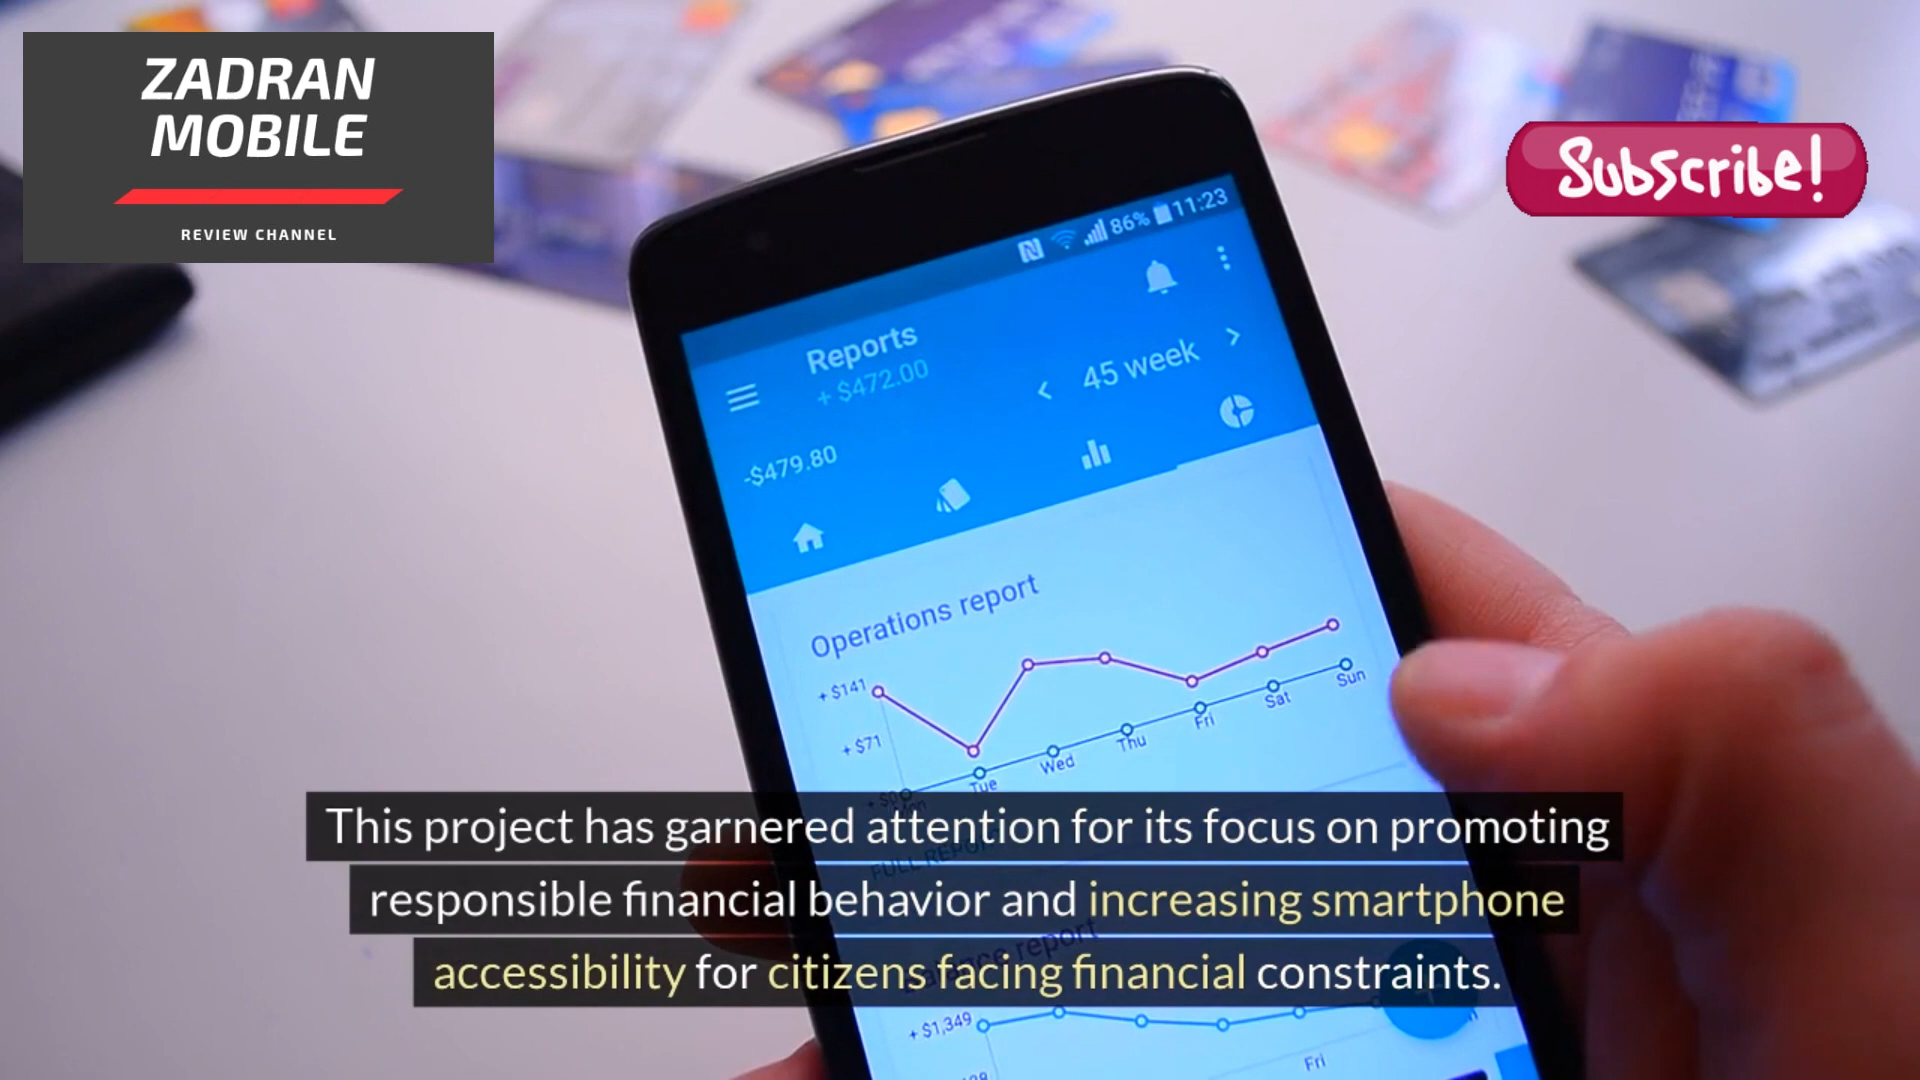 ZADRAN
MOBILE
REVIEW CHANNEL
Subscribe!
86% 11:23
Reports
+ $472.00
45 week
-$479.80
Operations report
+ $141
+ $71
+ $0
Mon
Tue
Wed
Thu
Fri
Sat
Sun
This project has garnered attention for its focus on promoting
responsible financial behavior and increasing smartphone
accessibility for citizens facing financial constraints.
+ $1,349
Fri